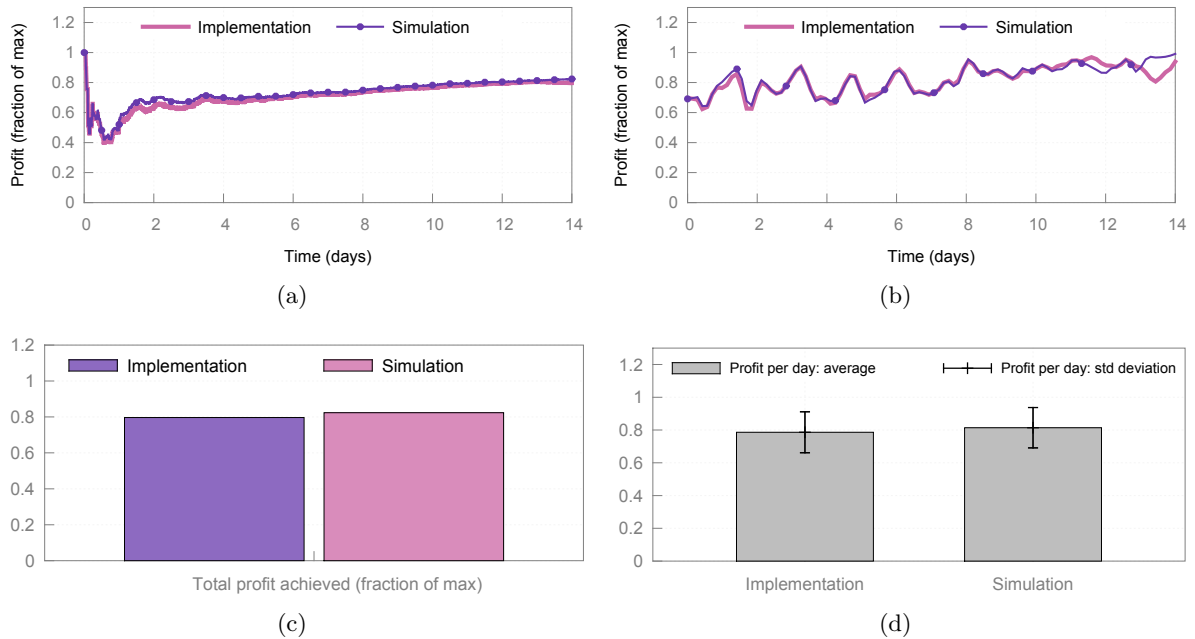 Implementation Simulation
Profit (fraction of max)
1.2
1
0.8
0.6
0.4
0.2
0
0 2 4 6 8 10 12 14
Time (days)
(a)
Implementation Simulation
Profit (fraction of max)
1.2
1
0.8
0.6
0.4
0.2
0
0 2 4 6 8 10 12 14
Time (days)
(b)
Implementation Simulation
1.2
1
0.8
0.6
0.4
0.2
0
Total profit achieved (fraction of max)
(c)
Profit per day: average Profit per day: std deviation
1.2
1
0.8
0.6
0.4
0.2
0
Implementation Simulation
(d)